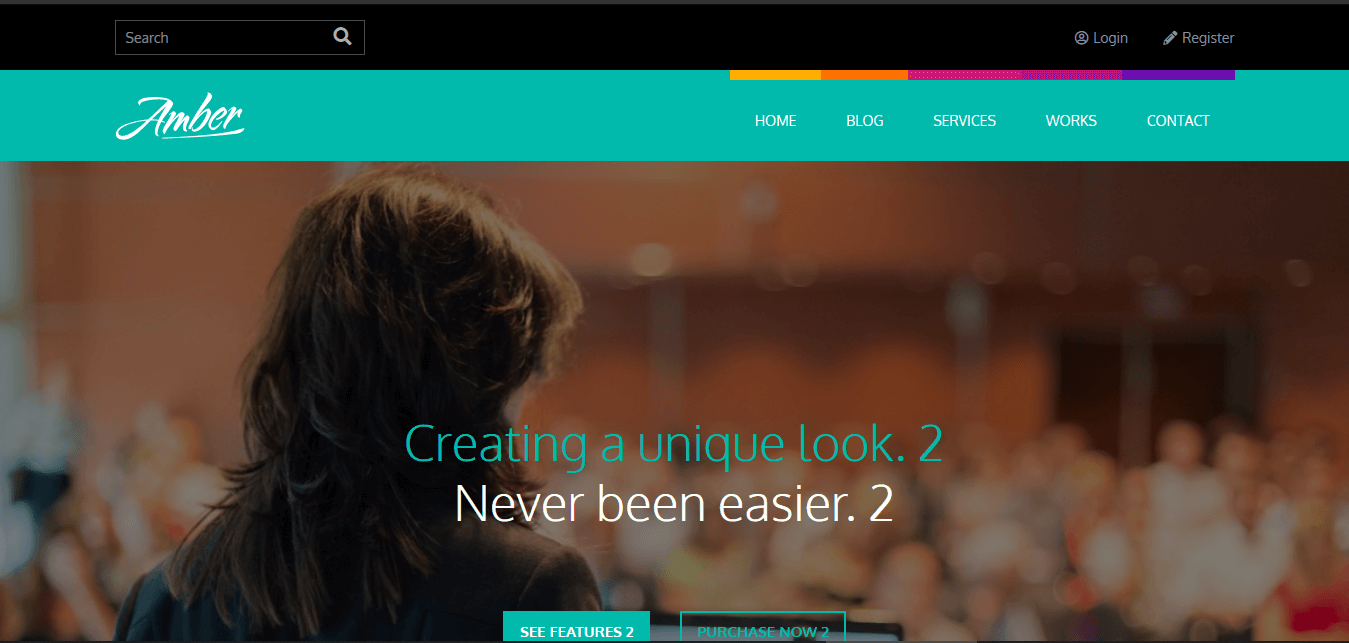 Search
Login
Register
Amber
HOME
BLOG
SERVICES
WORKS
CONTACT
Creating a unique look. 2
Never been easier. 2
SEE FEATURES 2
PURCHASE NOW 2